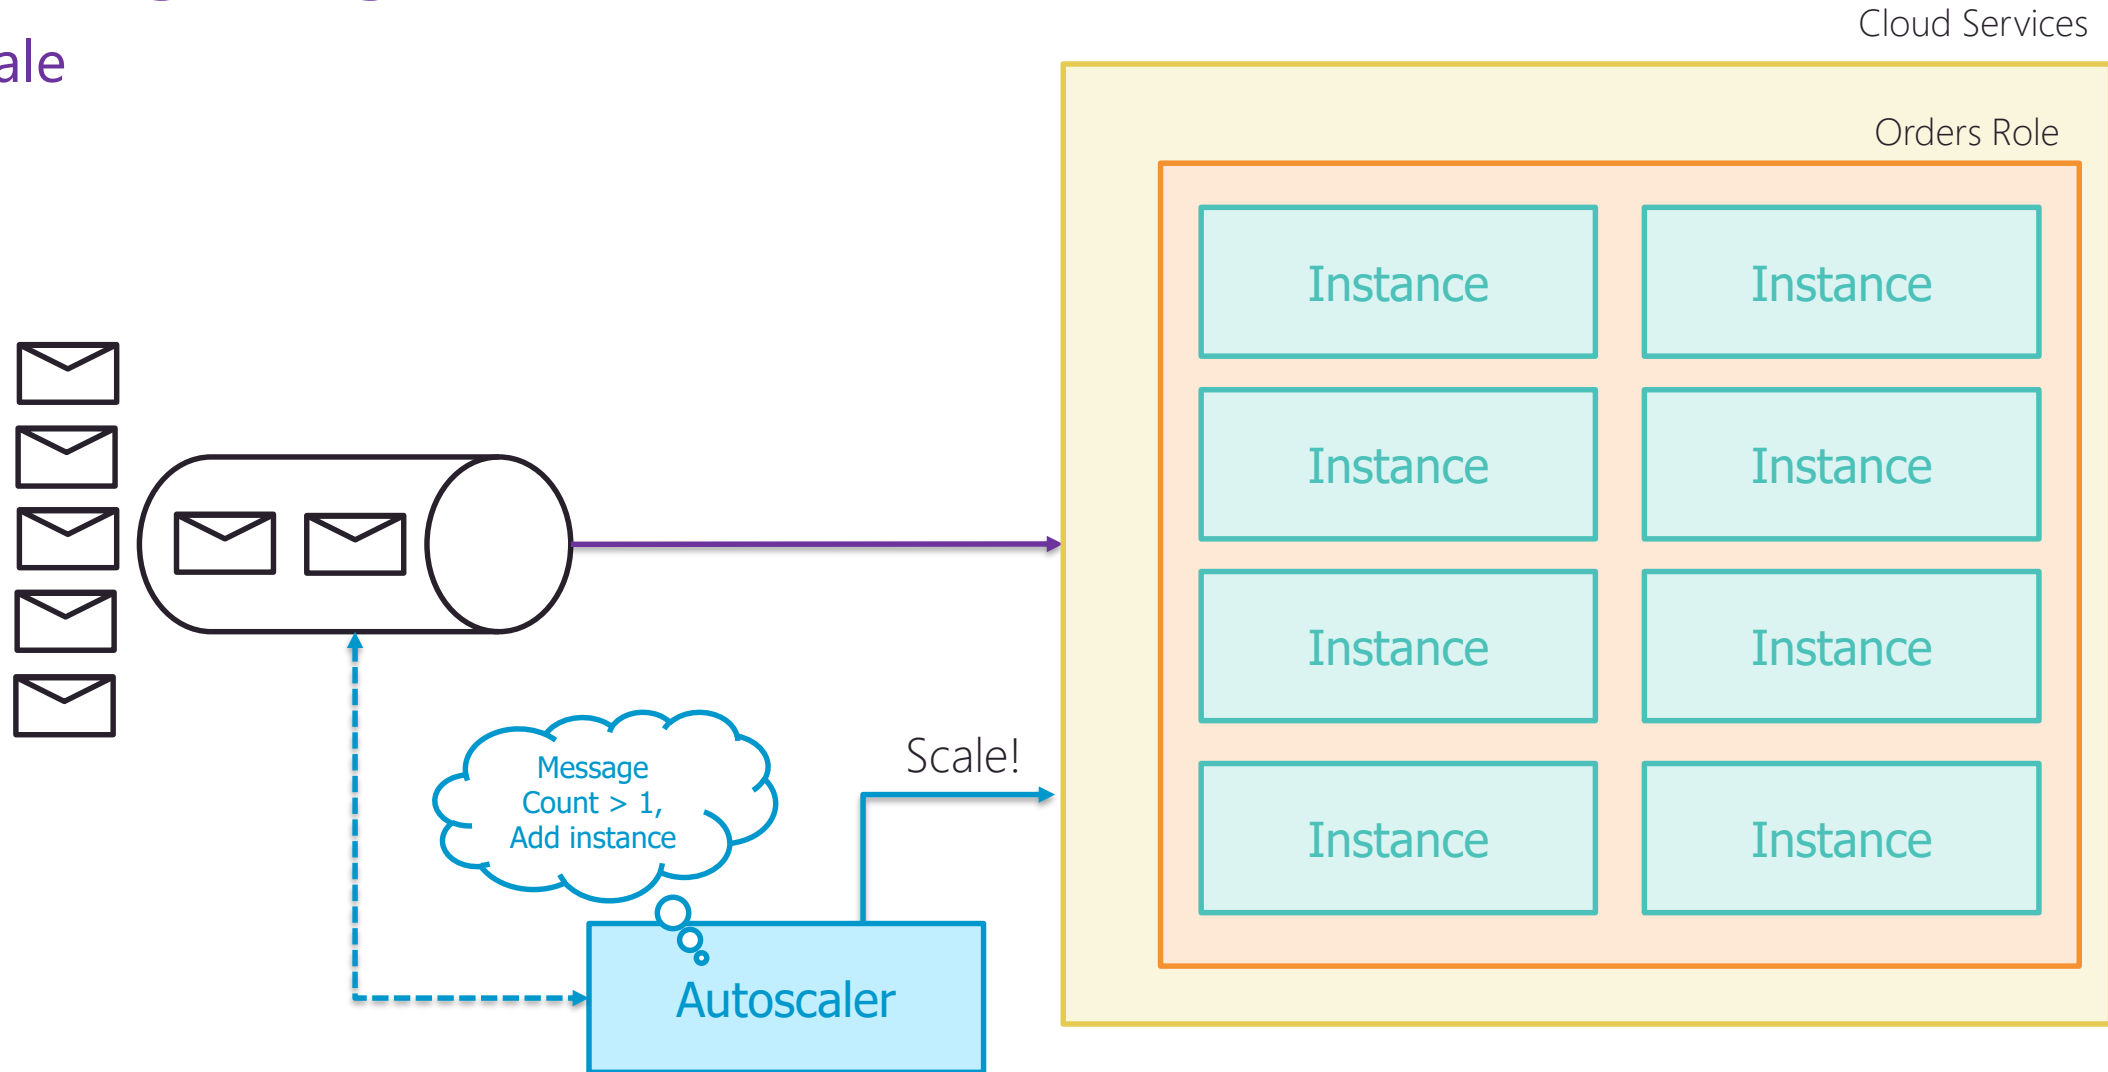 Cloud Services
Orders Role
Instance
Instance
Instance
Instance
Instance
Instance
Instance
Instance
Scale!
Message
Count > 1,
Add instance
Autoscaler